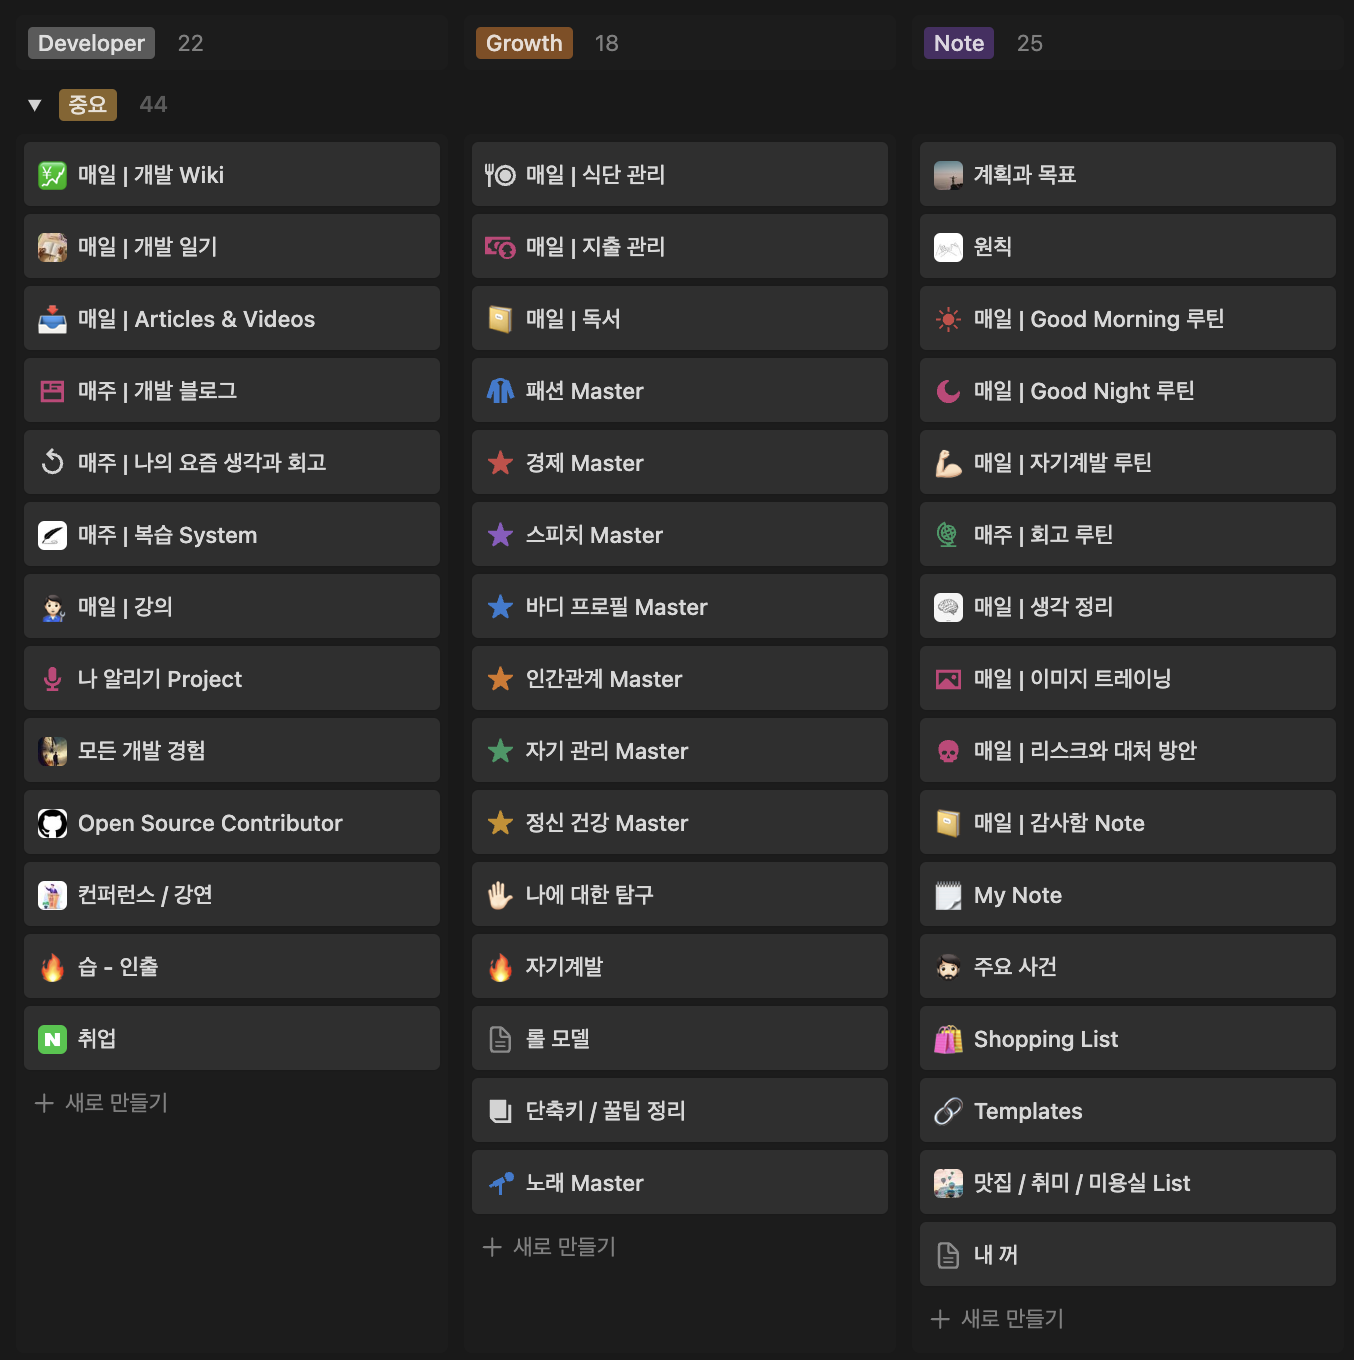 Developer 22
Growth 18
Note 25
중요 44
매일 | 개발 Wiki
매일 | 개발 일기
매일 | Articles & Videos
매주 | 개발 블로그
매주 | 나의 요즘 생각과 회고
매주 | 복습 System
매일 | 강의
나 알리기 Project
모든 개발 경험
Open Source Contributor
컨퍼런스 / 강연
습 - 인출
N 취업
새로 만들기
매일 | 식단 관리
매일 | 지출 관리
매일 | 독서
패션 Master
경제 Master
스피치 Master
바디 프로필 Master
인간관계 Master
자기 관리 Master
정신 건강 Master
나에 대한 탐구
자기계발
롤 모델
단축키 / 꿀팁 정리
노래 Master
새로 만들기
계획과 목표
원칙
매일 | Good Morning 루틴
매일 | Good Night 루틴
매일 | 자기계발 루틴
매주 | 회고 루틴
매일 | 생각 정리
매일 | 이미지 트레이닝
매일 | 리스크와 대처 방안
매일 | 감사함 Note
My Note
주요 사건
Shopping List
Templates
맛집 / 취미 / 미용실 List
내 꺼
새로 만들기